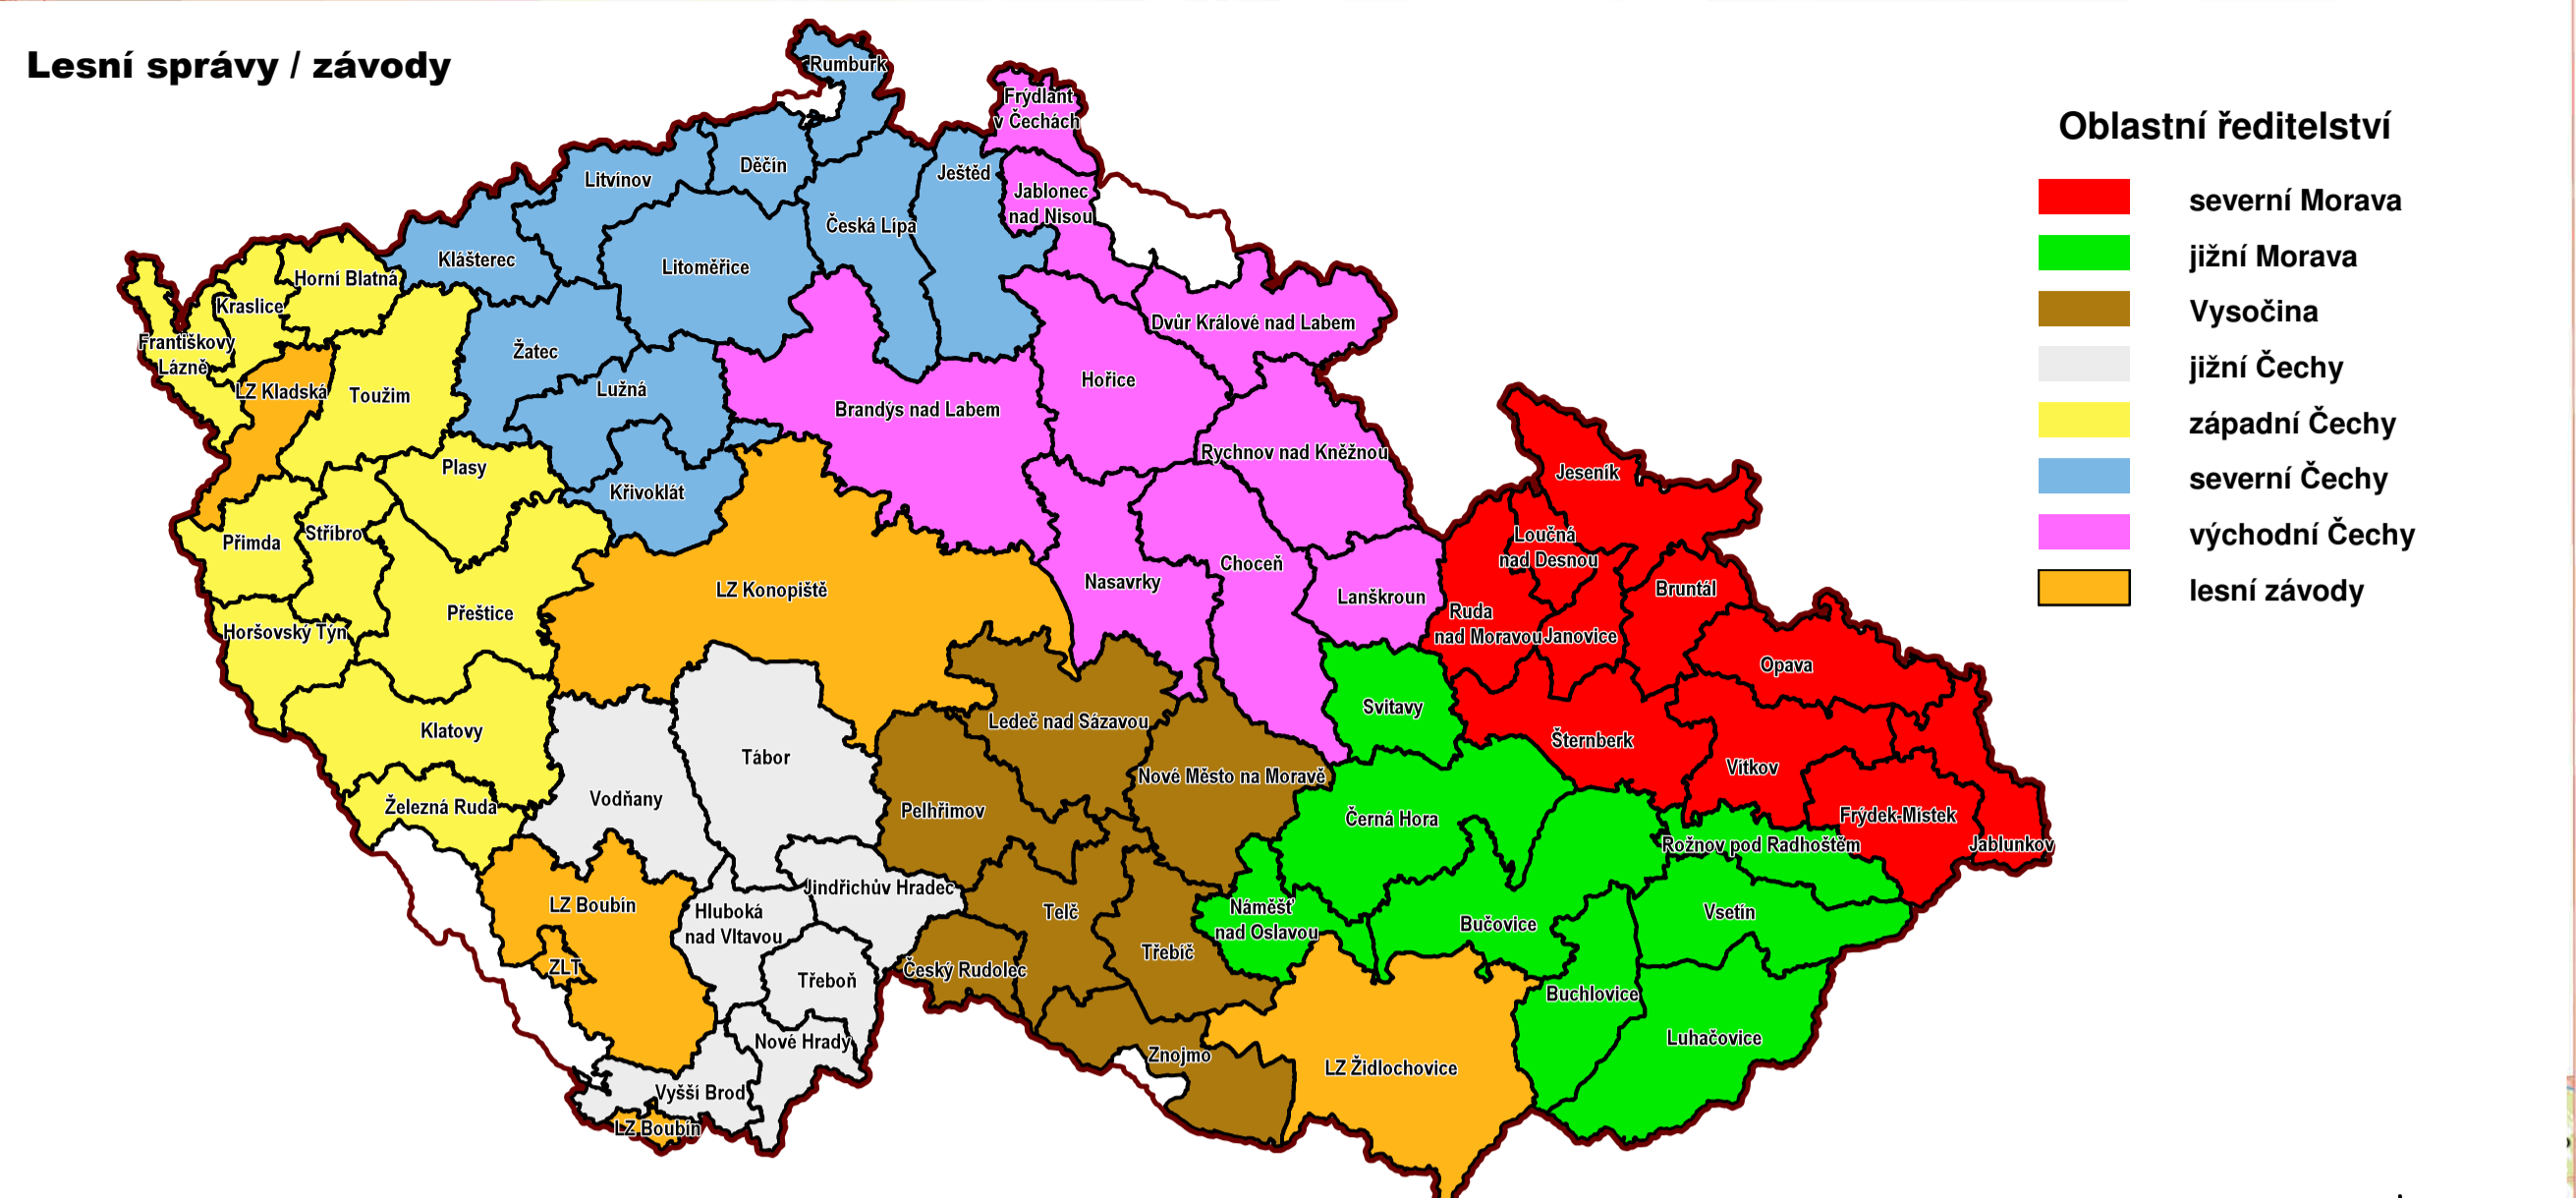 Lesní správy / závody
Rumburk
Frýdlant
v Čechách
Děčín
Litvínov
Ještěd
Jablonec
nad Nisou
Česká Lípa
Klášterec
Litoměřice
Horní Blatná
Kraslice
Františkovy
Lázně
Dvůr Králové nad Labem
Žatec
LZ Kladská
Toužim
Lužná
Hořice
Brandýs nad Labem
Rychnov nad Kněžnou
Plasy
Křivoklát
Jeseník
Přimda
Stříbro
Loučná
nad Desnou
LZ Konopiště
Nasavrky
Choceň
Lanškroun
Bruntál
Přeštice
Ruda
nad Moravou
Janovice
Horšovský Týn
Opava
Svitavy
Ledeč nad Sázavou
Klatovy
Šternberk
Tábor
Vítkov
Nové Město na Moravě
Železná Ruda
Vodňany
Pelhřimov
Černá Hora
Frýdek-Místek
Rožnov pod Radhoštěm
Jablunkov
Jindřichův Hradec
LZ Boubín
Hluboká
nad Vltavou
Telč
Náměšť
nad Oslavou
Bučovice
Vsetín
Třebíč
ZLT
Český Rudolec
Třeboň
Buchlovice
Nové Hrady
Znojmo
LZ Židlochovice
Luhačovice
Vyšší Brod
LZ Boubín
Oblastní ředitelství
severní Morava
jižní Morava
Vysočina
jižní Čechy
západní Čechy
severní Čechy
východní Čechy
lesní závody